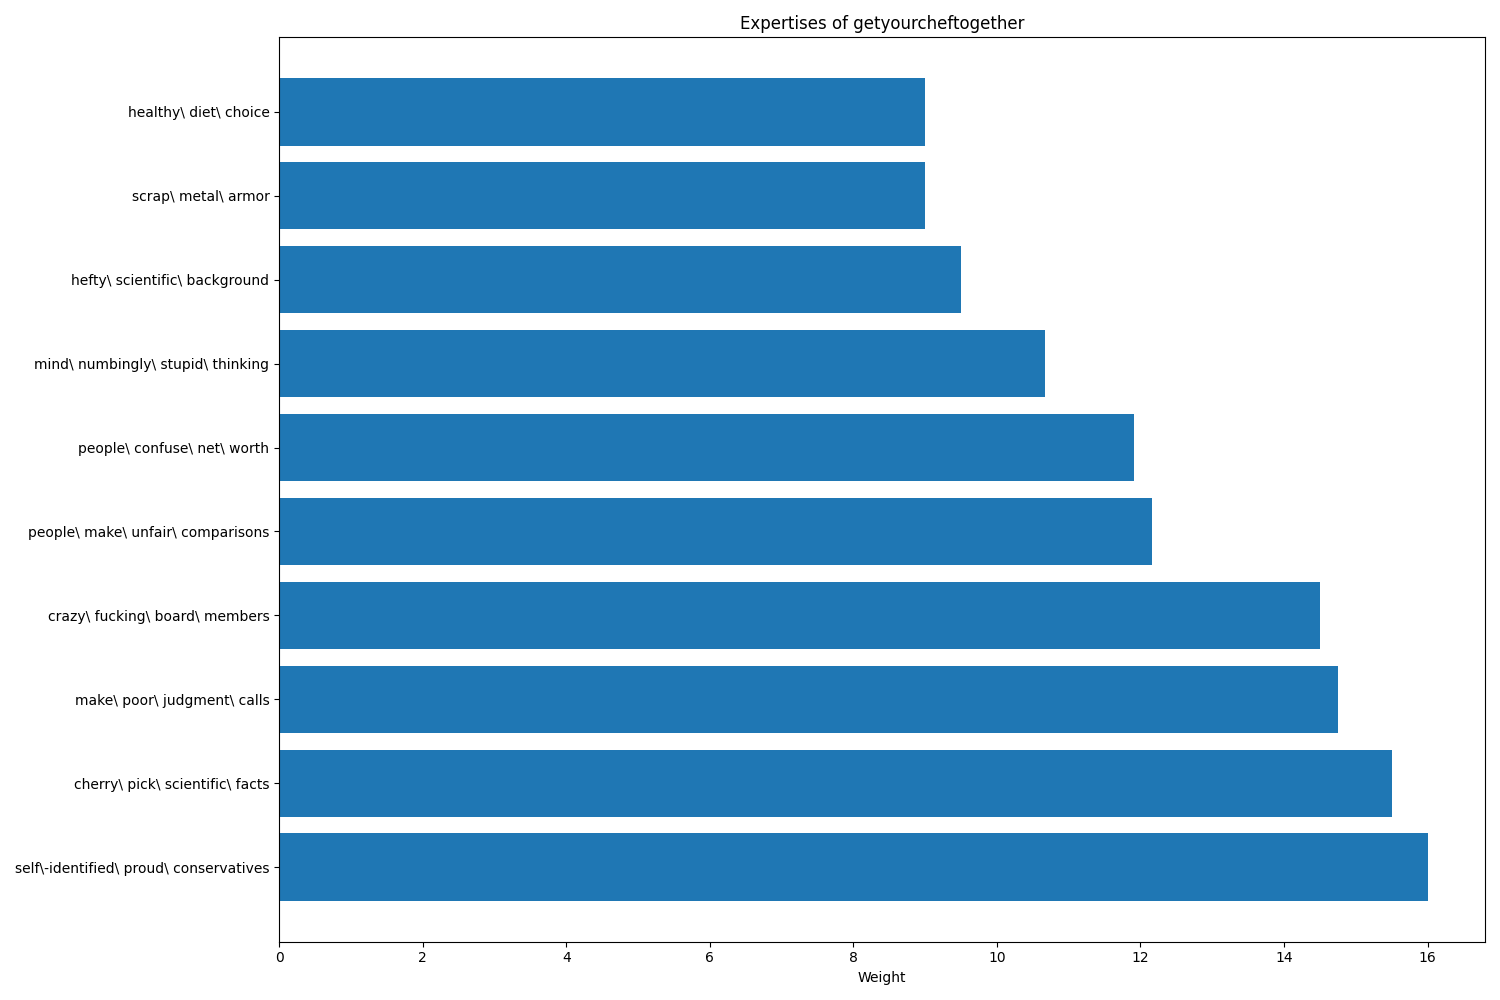 Expertises of getyourcheftogether
healthy\ diet\ choice
scrap\ metal\ armor
hefty\ scientific\ background
mind\ numbingly\ stupid\ thinking
people\ confuse\ net\ worth
people\ make\ unfair\ comparisons
crazy\ fucking\ board\ members
make\ poor\ judgment\ calls
cherry\ pick\ scientific\ facts
self\-identified\ proud\ conservatives
0 2 4 6 8 10 12 14 16
Weight